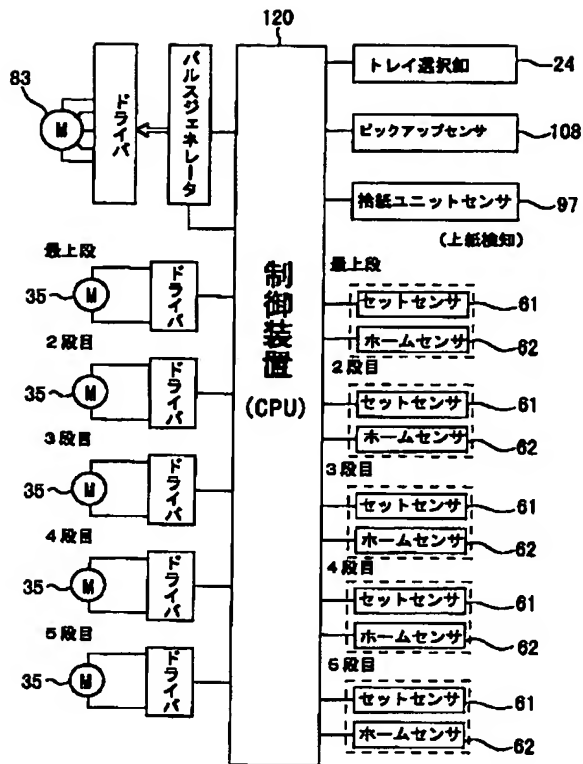 120
83
M
ドライバ
パルスジェネレータ
トレイ選択卸
24
ピックアップセンサ
108
捨紙ユニットセンサ
97
(上紙検知)
制御装置
(CPU)
最上段
35
M
ドライバ
2段目
35
M
ドライバ
3段目
35
M
ドライバ
4段目
35
M
ドライバ
5段目
35
M
ドライバ
最上段
セットセンサ
61
ホームセンサ
62
2段目
セットセンサ
61
ホームセンサ
62
3段目
セットセンサ
61
ホームセンサ
62
4段目
セットセンサ
61
ホームセンサ
62
5段目
セットセンサ
61
ホームセンサ
62